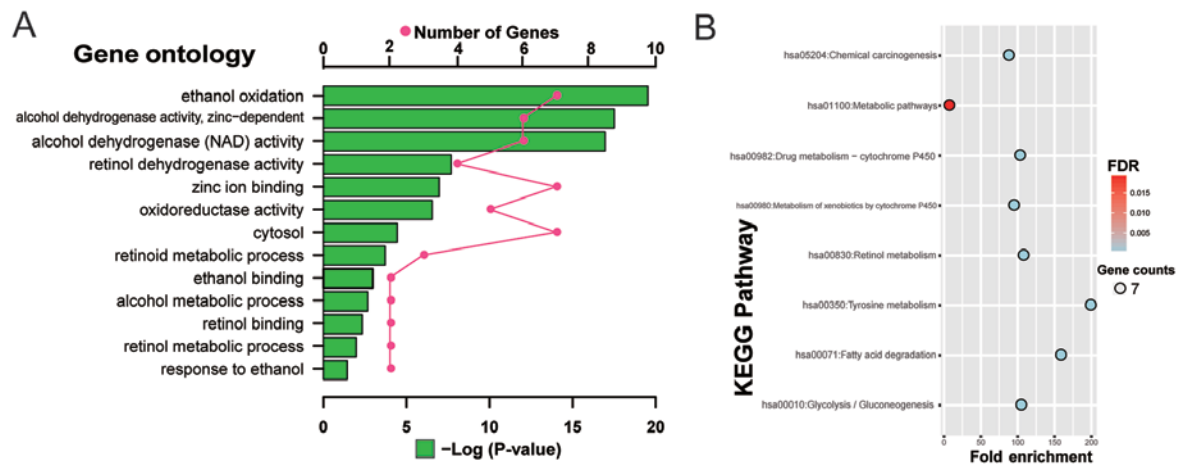 A
Gene ontology
Number of Genes
0 2 4 6 8 10
ethanol oxidation
alcohol dehydrogenase activity, zinc-dependent
alcohol dehydrogenase (NAD) activity
retinol dehydrogenase activity
zinc ion binding
oxidoreductase activity
cytosol
retinoid metabolic process
ethanol binding
alcohol metabolic process
retinol binding
retinol metabolic process
response to ethanol
0 5 10 15 20
−Log (P-value)
B
KEGG Pathway
hsa05204:Chemical carcinogenesis
hsa01100:Metabolic pathways
hsa00982:Drug metabolism − cytochrome P450
hsa00980:Metabolism of xenobiotics by cytochrome P450
hsa00830:Retinol metabolism
hsa00350:Tyrosine metabolism
hsa00071:Fatty acid degradation
hsa00010:Glycolysis / Gluconeogenesis
0 50 100 150 200
Fold enrichment
FDR
0.015
0.010
0.005
Gene counts
7